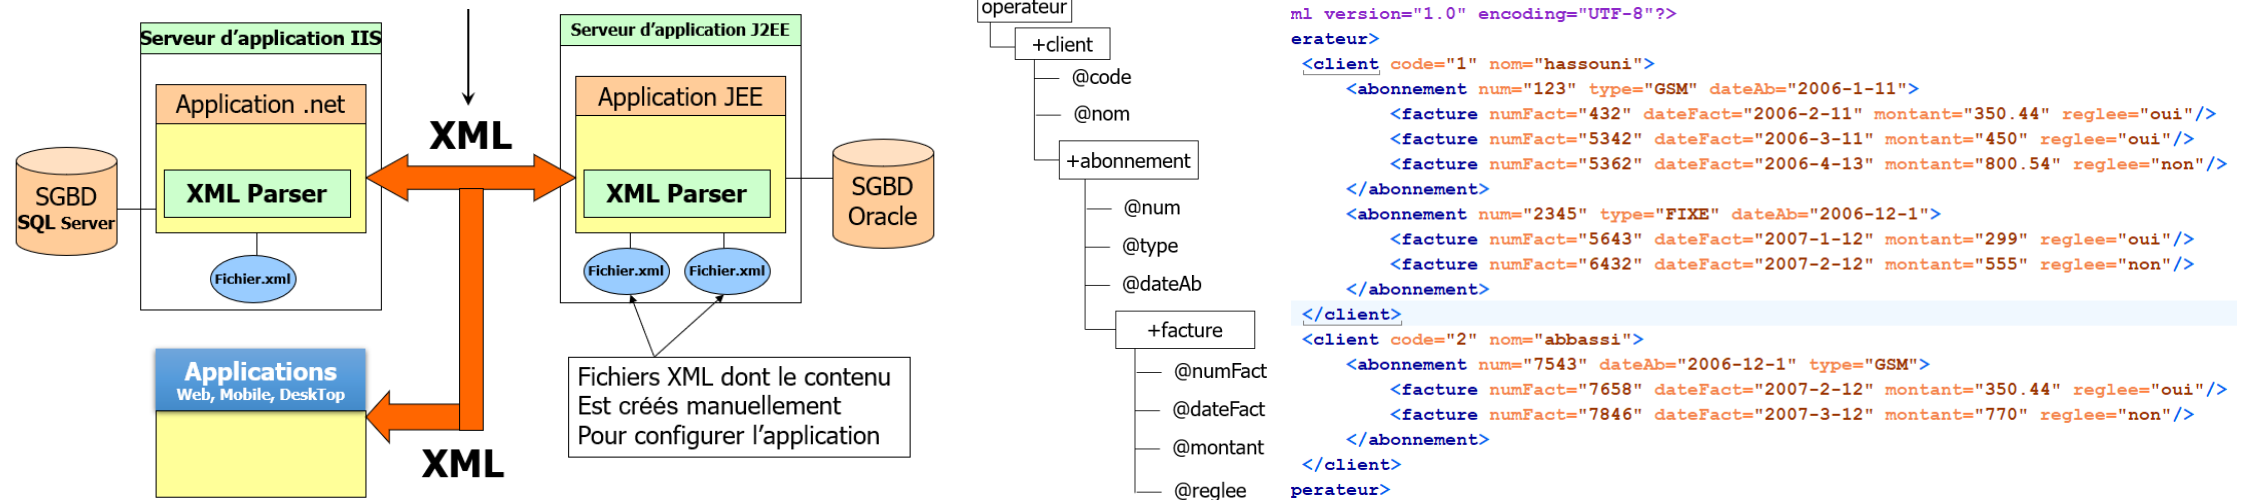 Serveur d'application IIS
Application .net
XML Parser
SGBD
SQL Server
Fichier.xml
XML
Serveur d'application J2EE
Application JEE
XML Parser
SGBD
Oracle
Fichier.xml
Fichier.xml
Applications
Web, Mobile, DeskTop
XML
Fichiers XML dont le contenu
Est créés manuellement
Pour configurer l'application
operateur
+client
@code
@nom
+abonnement
@num
@type
@dateAb
+facture
@numFact
@dateFact
@montant
@reglee
ml version="1.0" encoding="UTF-8"?>
erateur>
<client code="1" nom="hassouni">
<abonnement num="123" type="GSM" dateAb="2006-1-11">
<facture numFact="432" dateFact="2006-2-11" montant="350.44" reglee="oui"/>
<facture numFact="5342" dateFact="2006-3-11" montant="450" reglee="oui"/>
<facture numFact="5362" dateFact="2006-4-13" montant="800.54" reglee="non"/>
</abonnement>
<abonnement num="2345" type="FIXE" dateAb="2006-12-1">
<facture numFact="5643" dateFact="2007-1-12" montant="299" reglee="oui"/>
<facture numFact="6432" dateFact="2007-2-12" montant="555" reglee="non"/>
</abonnement>
</client>
<client code="2" nom="abbassi">
<abonnement num="7543" dateAb="2006-12-1" type="GSM">
<facture numFact="7658" dateFact="2007-2-12" montant="350.44" reglee="oui"/>
<facture numFact="7846" dateFact="2007-3-12" montant="770" reglee="non"/>
</abonnement>
</client>
perateur>